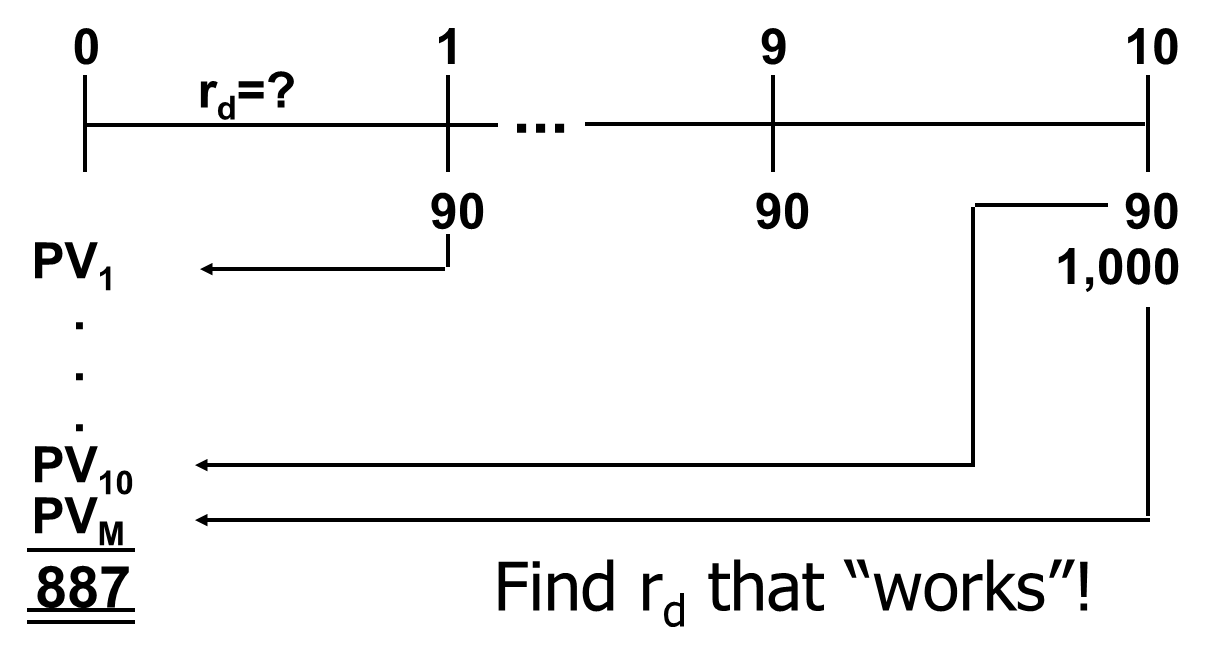 0 1 9 10
rd=?
...
90 90 90
PV1 1,000
.
.
.
PV10
PVM
887 Find rd that “works”!